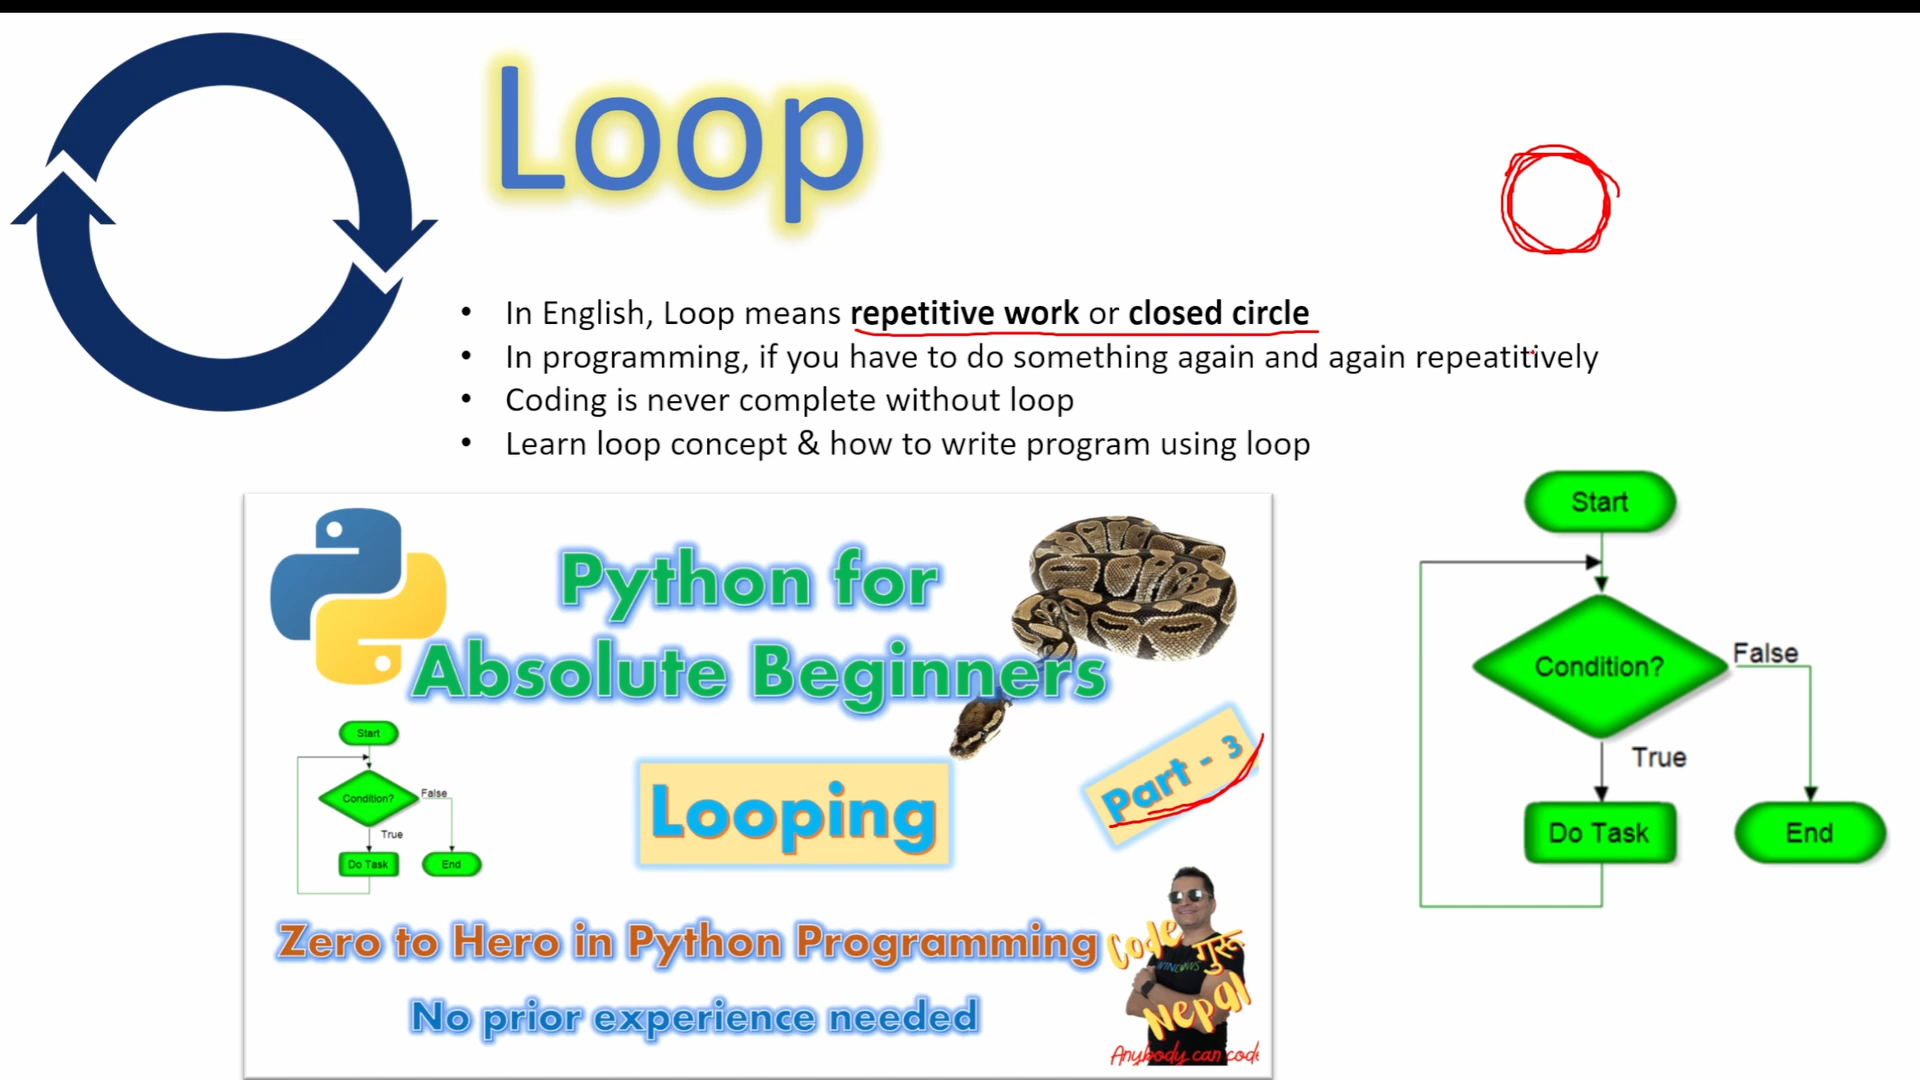 Loop
• In English, Loop means repetitive work or closed circle
• In programming, if you have to do something again and again repeatitively
• Coding is never complete without loop
• Learn loop concept & how to write program using loop
Python for
Absolute Beginners
Start
Condition?
False
True
Do Task
End
Looping
Part - 3
Zero to Hero in Python Programming
No prior experience needed
Code गुरू
WINDOWS
Nepal
Anybody can code
Start
Condition?
False
True
Do Task
End